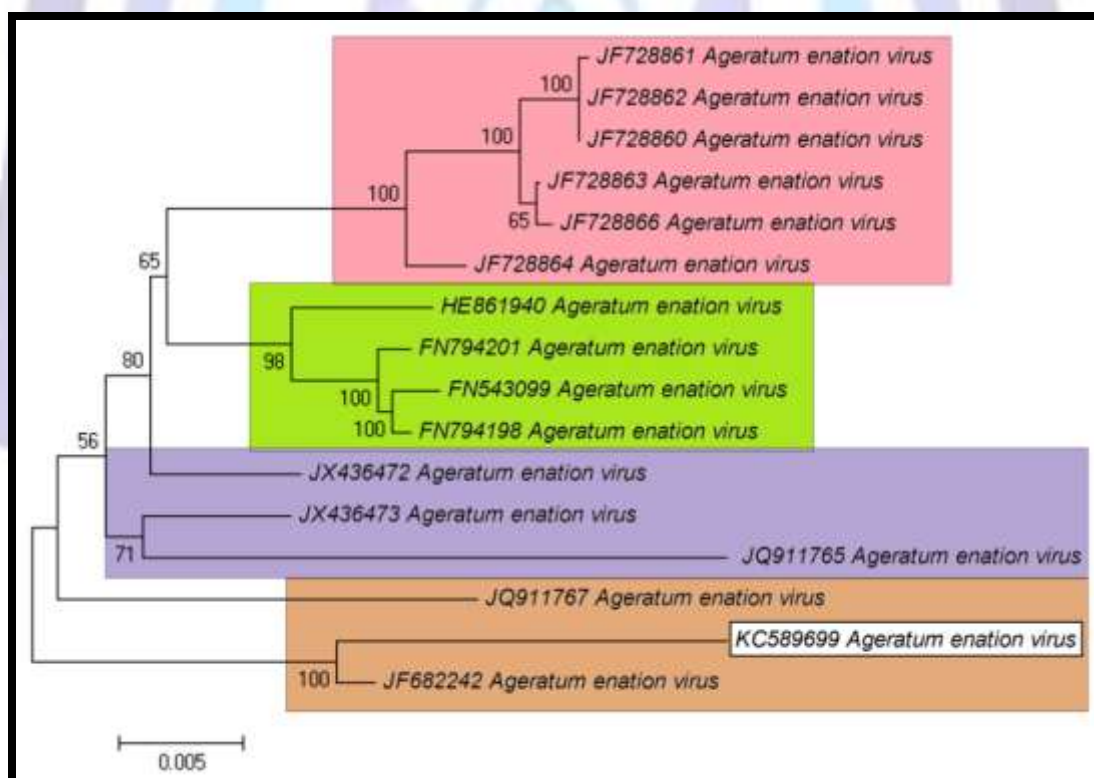 JF728861 Ageratum enation virus
100
JF728862 Ageratum enation virus
100
JF728860 Ageratum enation virus
JF728863 Ageratum enation virus
100
65
JF728866 Ageratum enation virus
65
JF728864 Ageratum enation virus
HE861940 Ageratum enation virus
98
FN794201 Ageratum enation virus
80
100
FN543099 Ageratum enation virus
100
FN794198 Ageratum enation virus
56
JX436472 Ageratum enation virus
JX436473 Ageratum enation virus
71
JQ911765 Ageratum enation virus
JQ911767 Ageratum enation virus
KC589699 Ageratum enation virus
100
JF682242 Ageratum enation virus
0.005